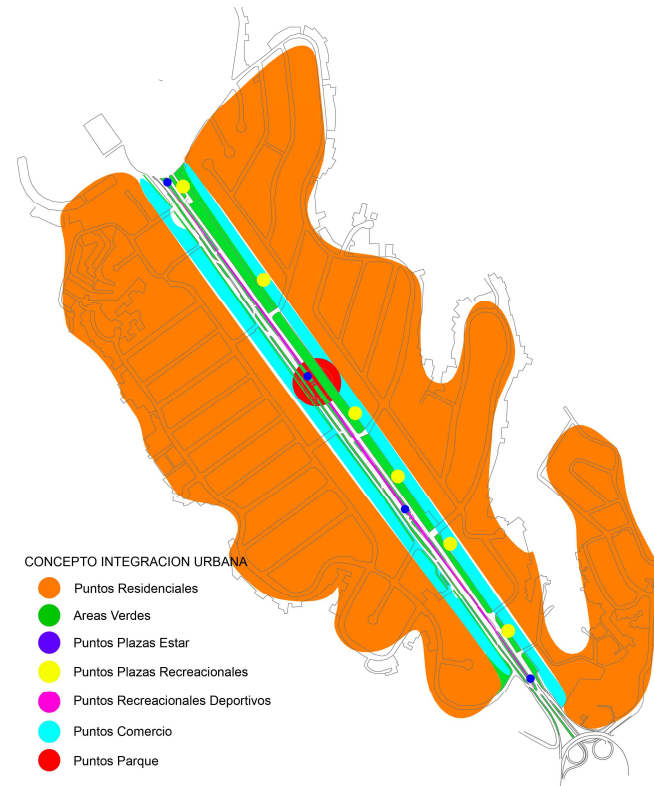 CONCEPTO INTEGRACION URBANA
Puntos Residenciales
Areas Verdes
Puntos Plazas Estar
Puntos Plazas Recreacionales
Puntos Recreacionales Deportivos
Puntos Comercio
Puntos Parque